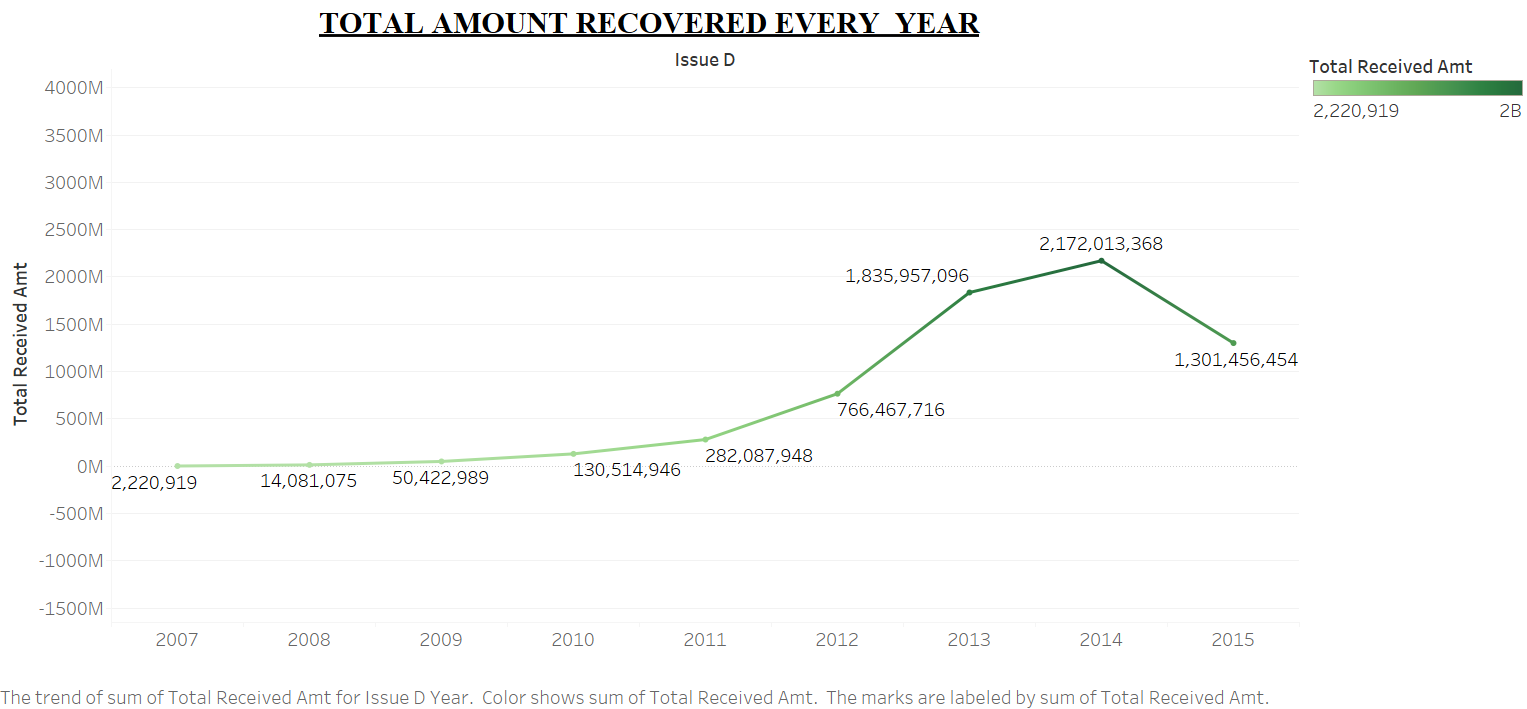 TOTAL AMOUNT RECOVERED EVERY  YEAR
Issue D
Total Received Amt
2,220,919 2B
4000M
3500M
3000M
2500M
2000M
1500M
1000M
500M
0M
-500M
-1000M
-1500M
Total Received Amt
2,220,919
14,081,075
50,422,989
130,514,946
282,087,948
766,467,716
1,835,957,096
2,172,013,368
1,301,456,454
2007 2008 2009 2010 2011 2012 2013 2014 2015
The trend of sum of Total Received Amt for Issue D Year.  Color shows sum of Total Received Amt.  The marks are labeled by sum of Total Received Amt.